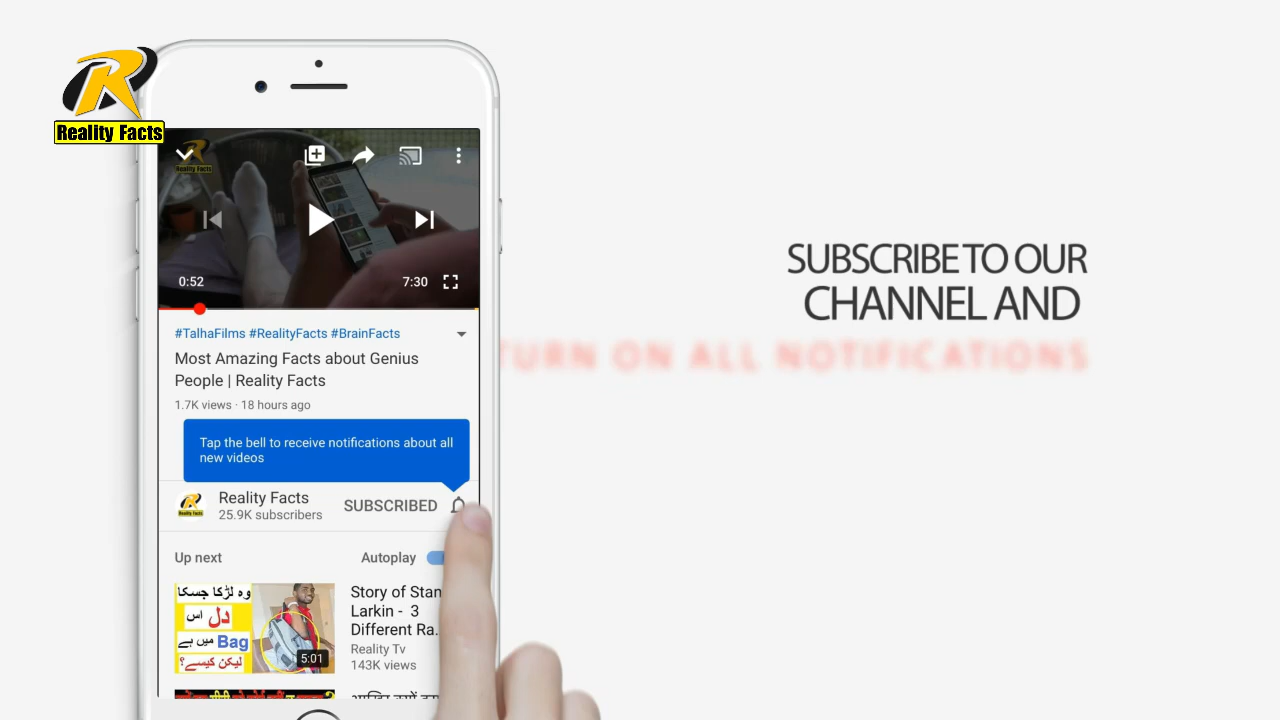 Reality Facts
0:52
7:30
#TalhaFilms #RealityFacts #BrainFacts
Most Amazing Facts about Genius
People | Reality Facts
1.7K views · 18 hours ago
Tap the bell to receive notifications about all
new videos
Reality Facts
25.9K subscribers
SUBSCRIBED
Up next
Autoplay
وہ لڑکا جسکا
دل اس
Bag میں ہے
لیکن کیسے؟
5:01
Story of Stan
Larkin - 3
Different Ra..
Reality Tv
143K views
SUBSCRIBE TO OUR
CHANNEL AND
TURN ON ALL NOTIFICATIONS